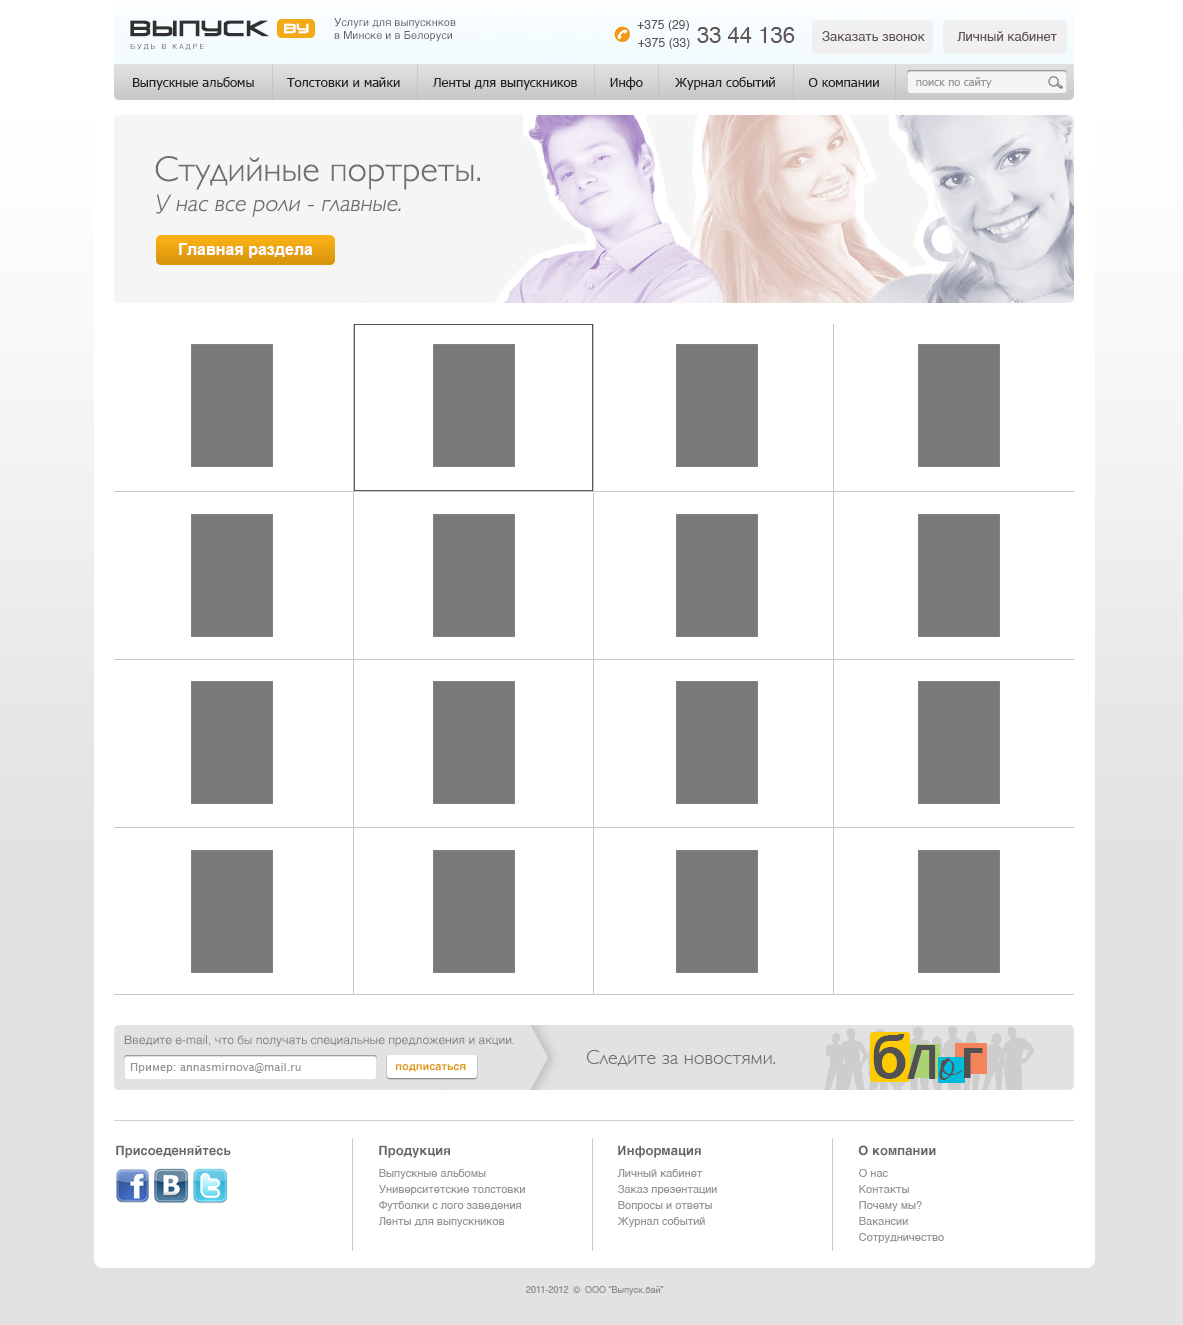 ВЫПУСК BY
БУДЬ В КАДРЕ
Услуги для выпускнков
в Минске и в Белоруси
+375 (29)
+375 (33)
33 44 136
Заказать звонок
Личный кабинет
Выпускные альбомы
Толстовки и майки
Ленты для выпускников
Инфо
Журнал событий
О компании
поиск по сайту
Студийные портреты.
У нас все роли - главные.
Главная раздела
Введите e-mail, что бы получать специальные предложения и акции.
Пример: annasmirnova@mail.ru
подписаться
Следите за новостями.
блог
Присоеденяйтесь
f В t
Продукция
Выпускные альбомы
Университетские толстовки
Футболки с лого заведения
Ленты для выпускников
Информация
Личный кабинет
Заказ презентации
Вопросы и ответы
Журнал событий
О компании
О нас
Контакты
Почему мы?
Вакансии
Сотрудничество
2011-2012 © ООО "Выпуск.бай"